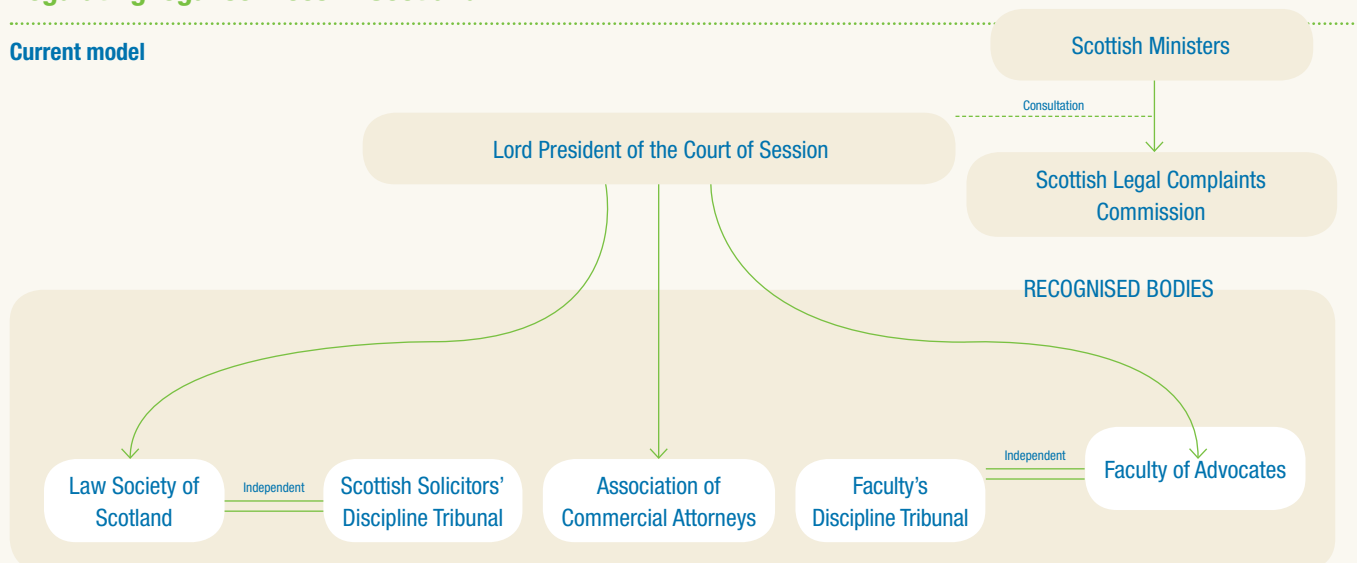 Current model
Scottish Ministers
Consultation
Lord President of the Court of Session
Scottish Legal Complaints
Commission
RECOGNISED BODIES
Law Society of
Scotland
Independent
Scottish Solicitors'
Discipline Tribunal
Association of
Commercial Attorneys
Faculty's
Discipline Tribunal
Independent
Faculty of Advocates